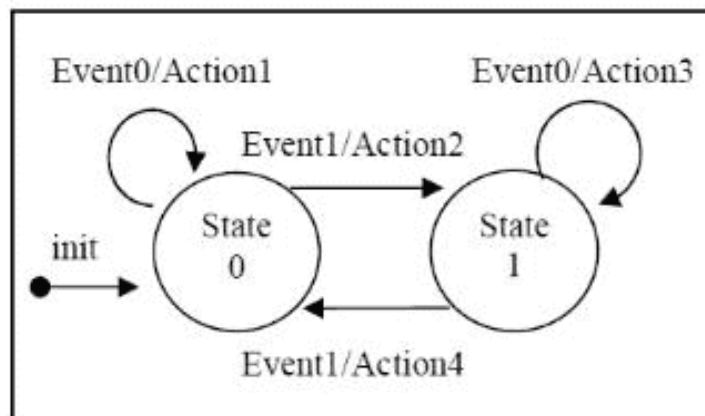 Event0/Action1
Event0/Action3
Event1/Action2
State
0
State
1
init
Event1/Action4